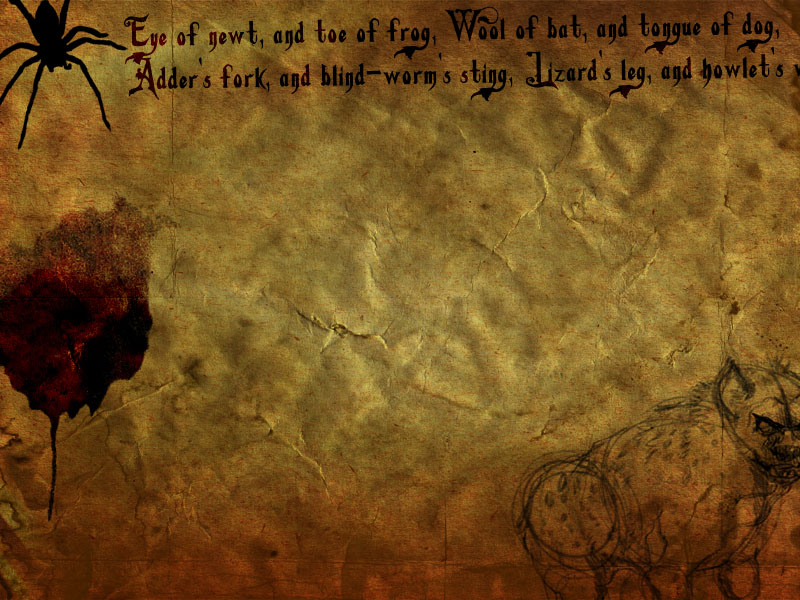 Eye of newt, and toe of frog, Wool of bat, and tongue of dog,
Adder's fork, and blind-worm's sting, Lizard's leg, and howlet's